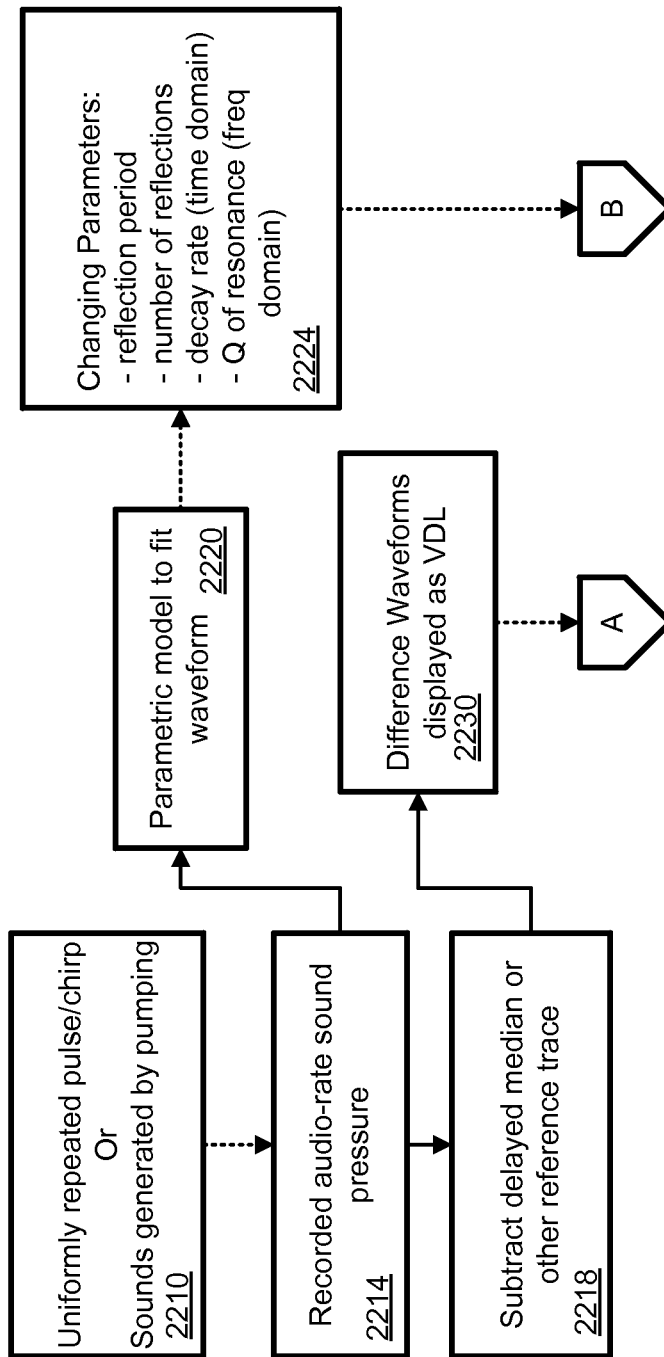 Uniformly repeated pulse/chirp
Or
Sounds generated by pumping
2210
Recorded audio-rate sound
pressure
2214
Subtract delayed median or
other reference trace
2218
Parametric model to fit
waveform 2220
Difference Waveforms
displayed as VDL
2230
Changing Parameters:
- reflection period
- number of reflections
- decay rate (time domain)
- Q of resonance (freq
domain)
2224
A
B